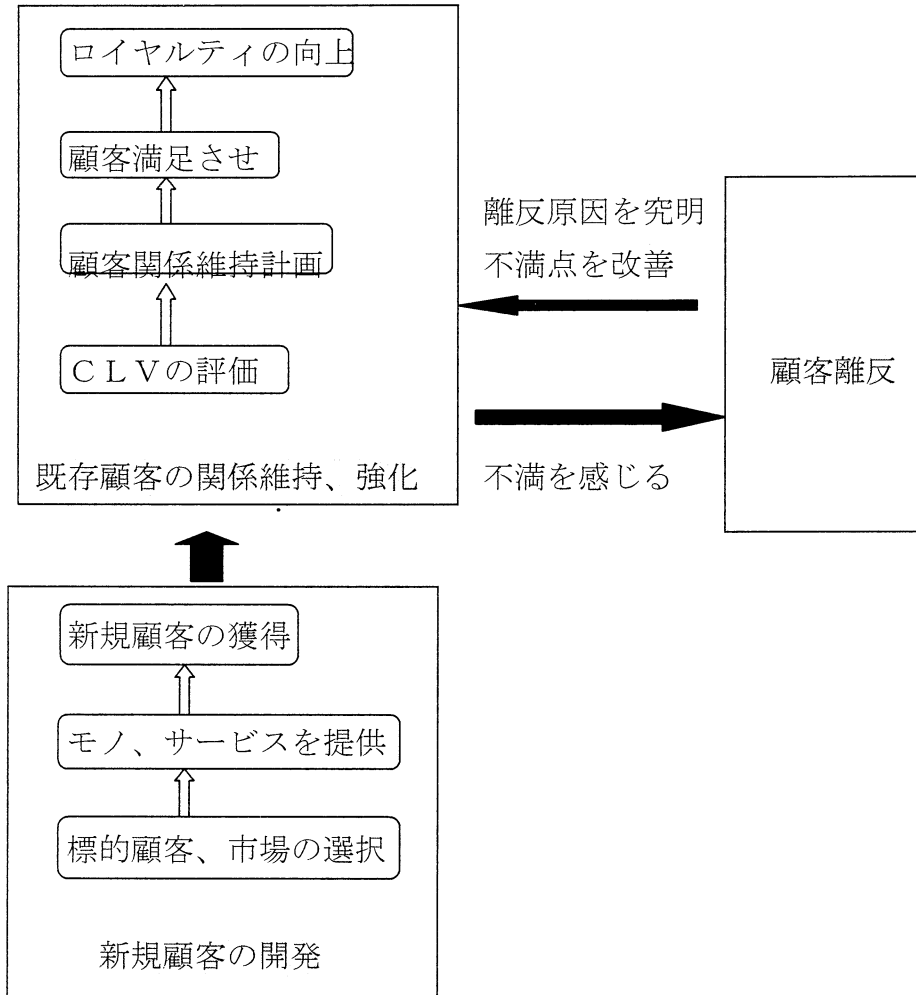 ロイヤルティの向上
顧客満足させ
顧客関係維持計画
CLVの評価
既存顧客の関係維持、強化
離反原因を究明
不満点を改善
不満を感じる
顧客離反
新規顧客の獲得
モノ、サービスを提供
標的顧客、市場の選択
新規顧客の開発